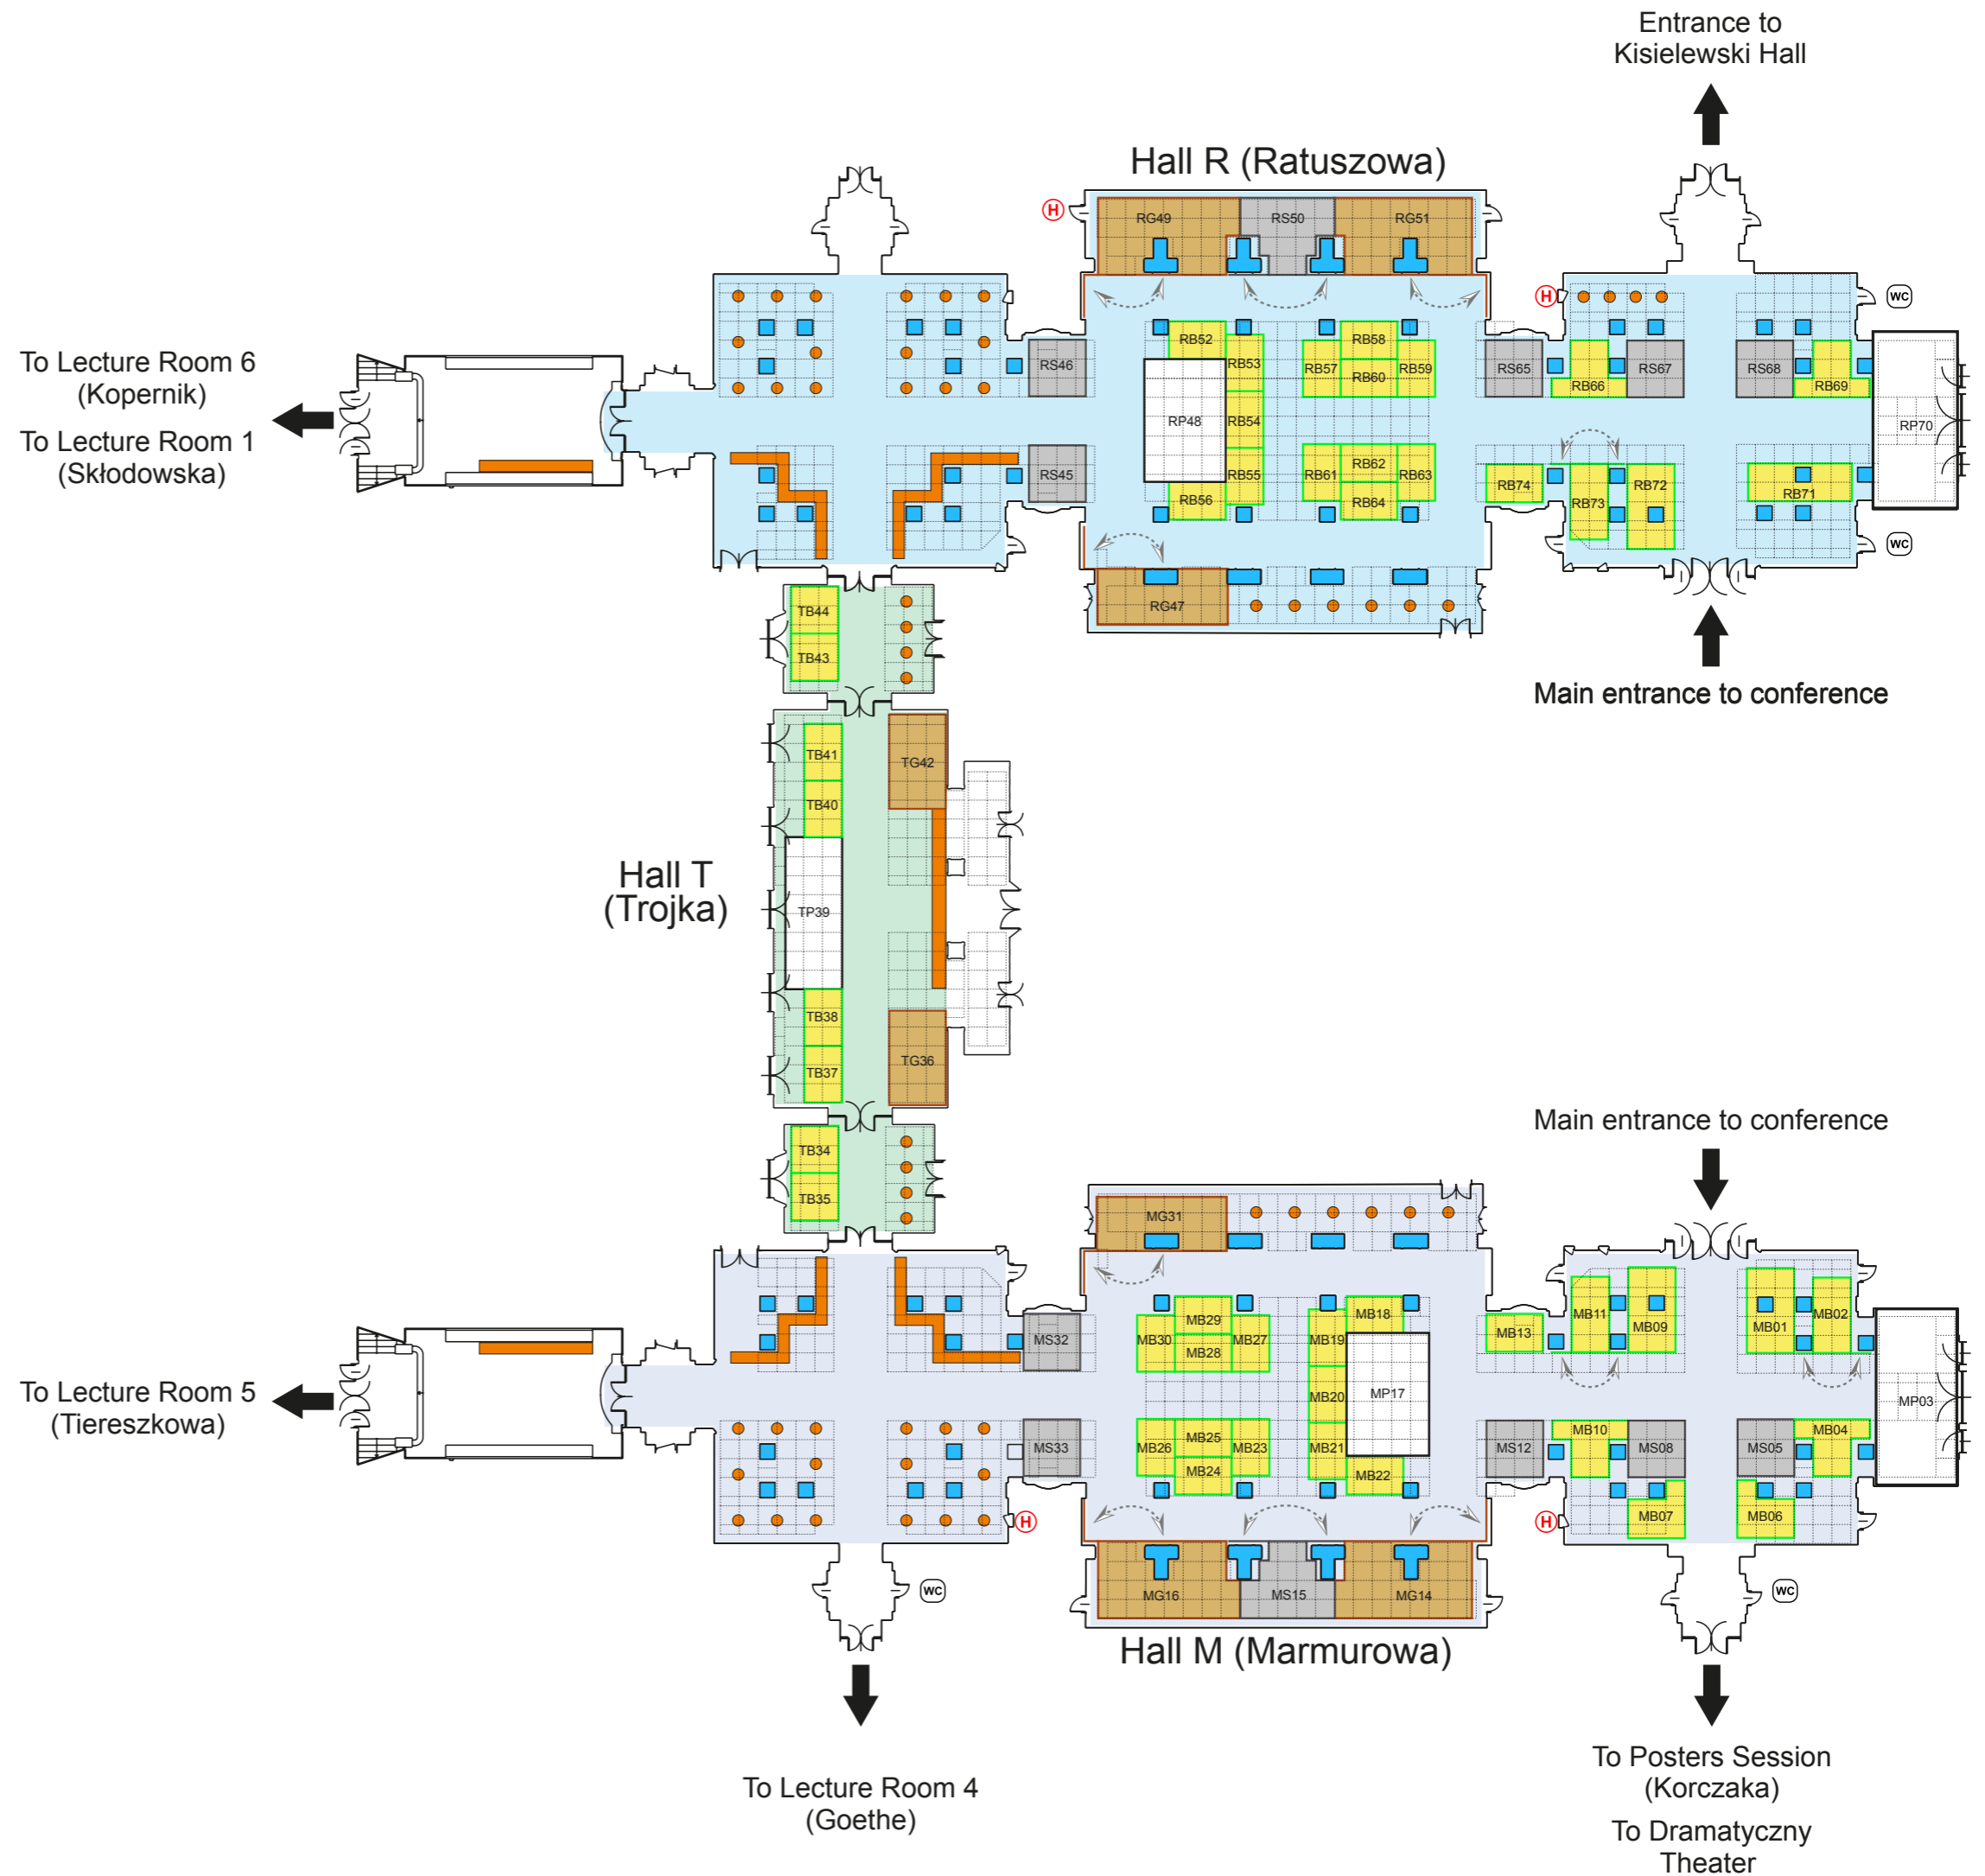 Entrance to
Kisielewski Hall
Hall R (Ratuszowa)
H
RG49
RS50
RG51
H
WC
To Lecture Room 6
(Kopernik)
To Lecture Room 1
(Skłodowska)
RS46
RB52
RB53
RB58
RB57
RB60
RB59
RS65
RB66
RS67
RS68
RB69
RP48
RB54
RP70
RS45
RB55
RB56
RB61
RB62
RB63
RB64
RB74
RB73
RB72
RB71
WC
TB44
TB43
RG47
Main entrance to conference
TB41
TB40
TG42
Hall T
(Trojka)
TP39
TB38
TB37
TG36
Main entrance to conference
TB34
TB35
MG31
MS32
MB30
MB29
MB28
MB27
MB19
MB18
MB13
MB11
MB09
MB01
MB02
To Lecture Room 5
(Tiereszkowa)
MB20
MP17
MP03
MS33
MB26
MB25
MB24
MB23
MB21
MB22
MS12
MB10
MS08
MS05
MB04
MB07
MB06
H
H
WC
MG16
MS15
MG14
WC
Hall M (Marmurowa)
To Lecture Room 4
(Goethe)
To Posters Session
(Korczaka)
To Dramatyczny
Theater